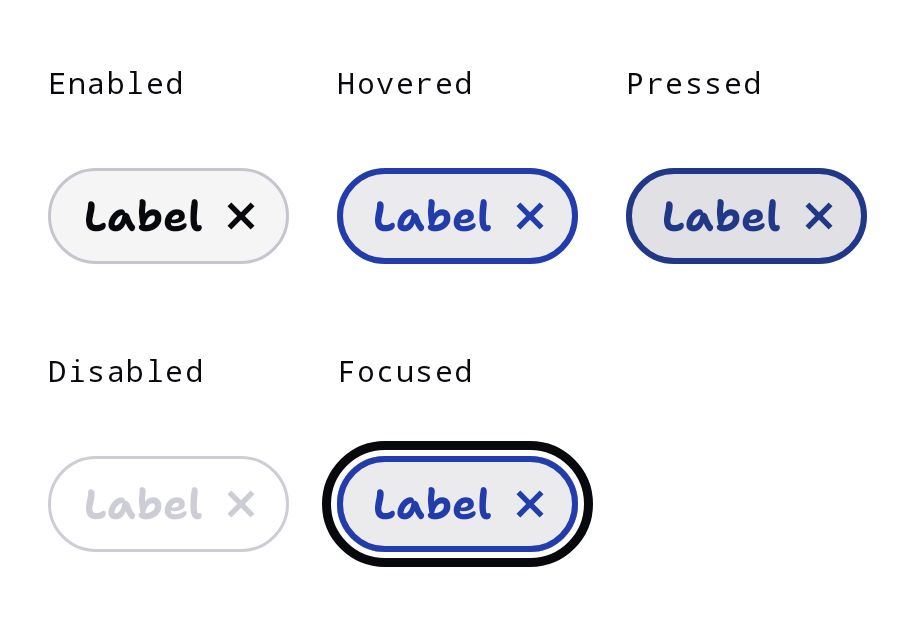 Enabled Hovered Pressed
Label × Label × Label ×
Disabled Focused
Label × Label ×